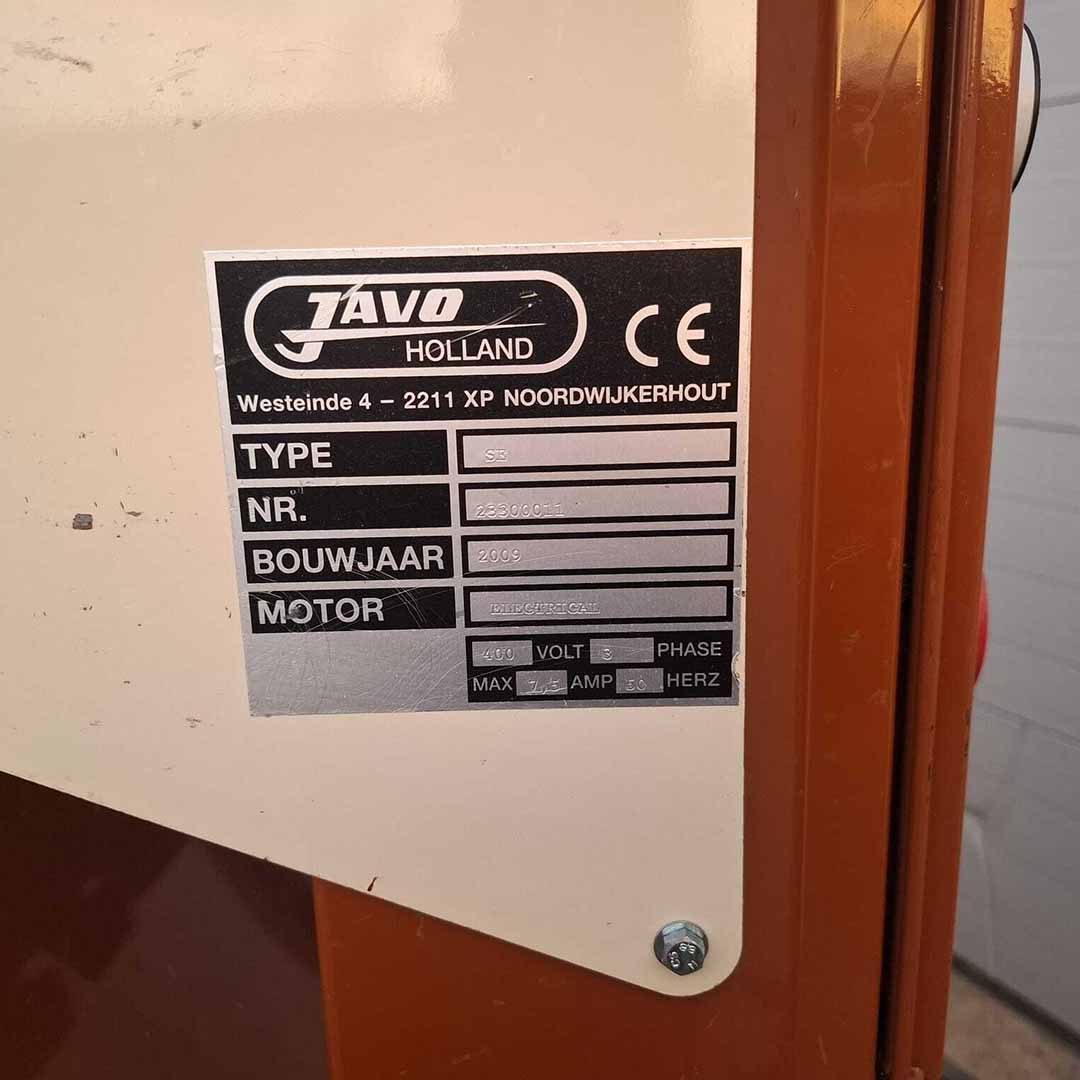 JAVO
HOLLAND
CE
Westeinde 4 – 2211 XP NOORDWIJKERHOUT
TYPE SE
NR. 23300011
BOUWJAAR 2009
MOTOR ELECTRICAL
400 VOLT 3 PHASE
MAX 7,5 AMP 50 HERZ